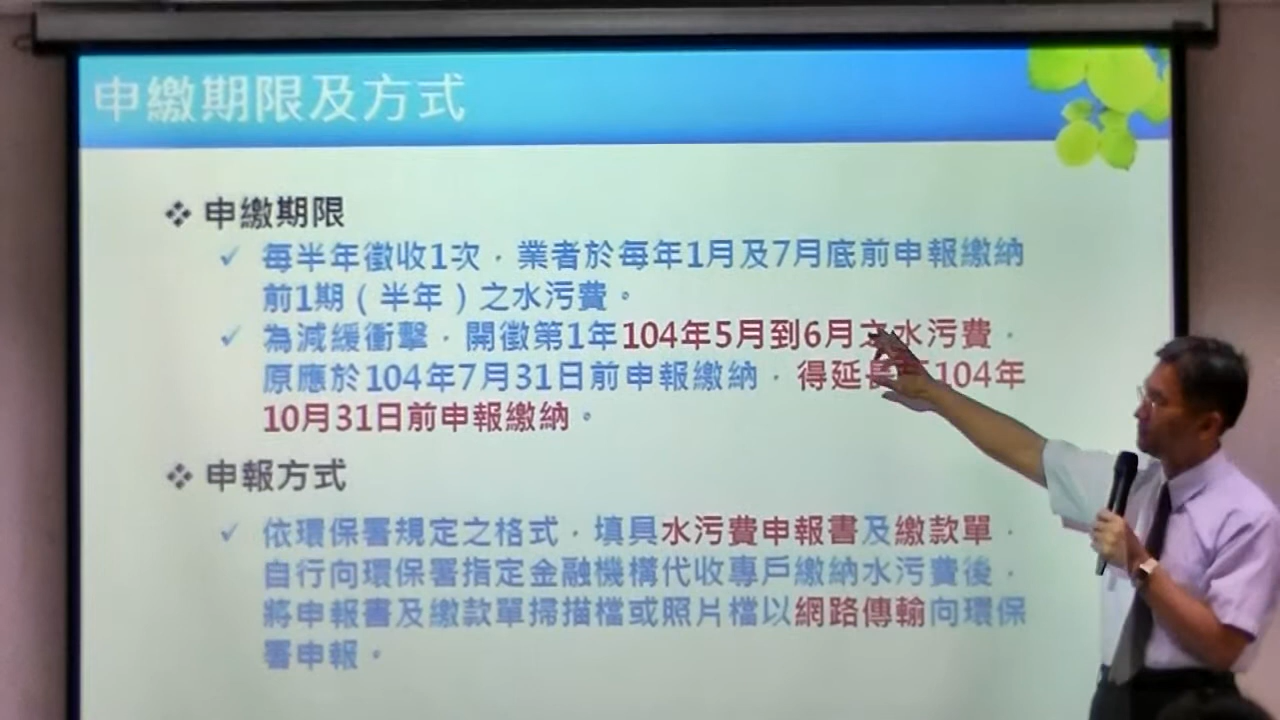 申繳期限及方式
申繳期限
每半年徵收1次，業者於每年1月及7月底前申報繳納
前1期（半年）之水污費。
為減緩衝擊，開徵第1年104年5月到6月之水污費，
原應於104年7月31日前申報繳納，得延長 104年
10月31日前申報繳納。
申報方式
依環保署規定之格式，填具水污費申報書及繳款單，
自行向環保署指定金融機構代收專戶繳納水污費後，
將申報書及繳款單掃描檔或照片檔以網路傳輸向環保
署申報。